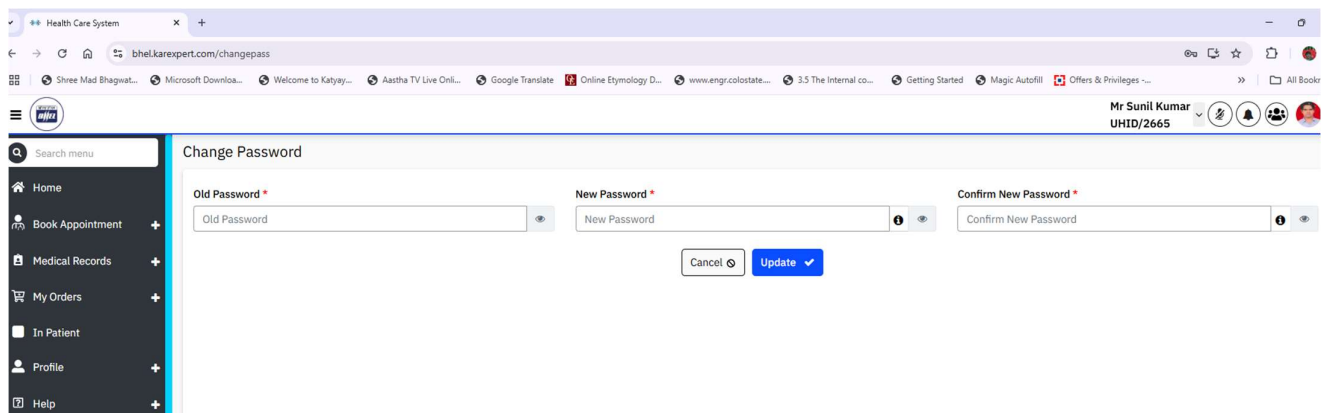 Health Care System
bhel.karexpert.com/changepass
Shree Mad Bhagwat... Microsoft Downloa... Welcome to Katyay... Aastha TV Live Onli... Google Translate Online Etymology D... www.engr.colostate.... 3.5 The Internal co... Getting Started Magic Autofill Offers & Privileges -... » All Bookr
Mr Sunil Kumar
UHID/2665
Search menu
Change Password
Home
Book Appointment
Medical Records
My Orders
In Patient
Profile
Help
Old Password * New Password * Confirm New Password *
Old Password New Password Confirm New Password
Cancel Update